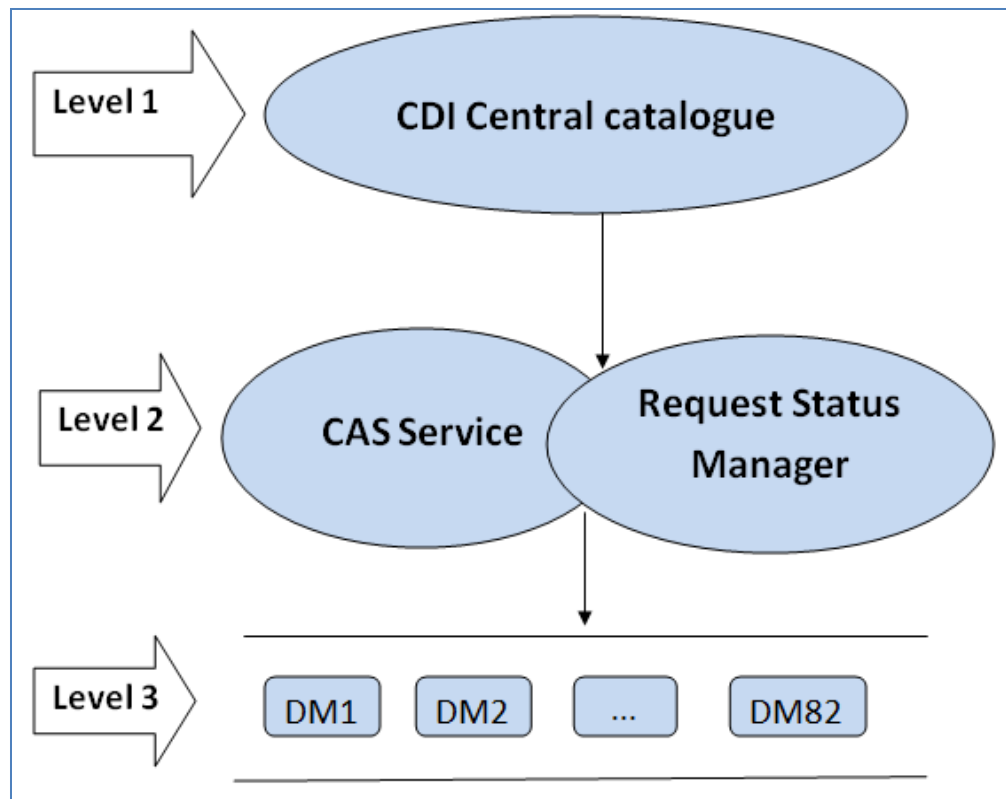 Level 1
CDI Central catalogue
Level 2
CAS Service
Request Status
Manager
Level 3
DM1
DM2
...
DM82